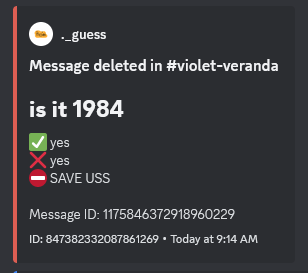 ._guess
Message deleted in #violet-veranda
is it 1984
✅ yes
❌ yes
⛔ SAVE USS
Message ID: 1175846372918960229
ID: 847382332087861269 • Today at 9:14 AM